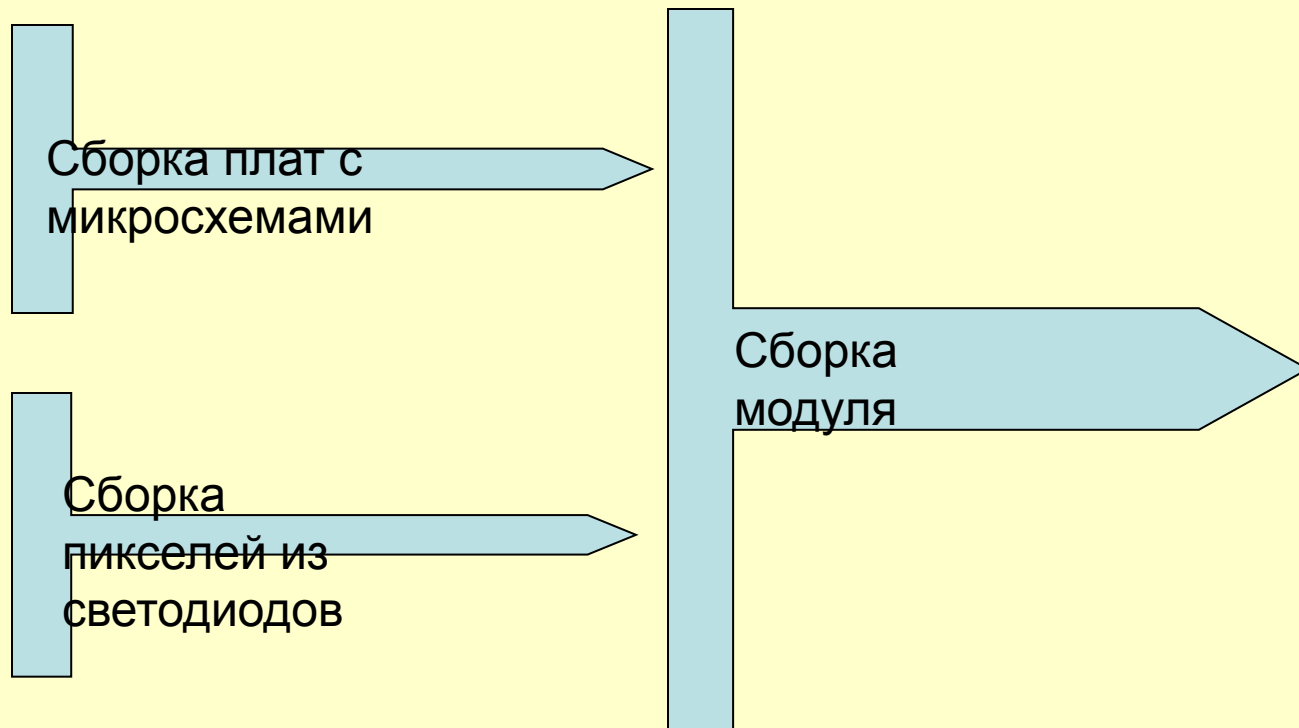 Сборка плат с
микросхемами
Сборка
пикселей из
светодиодов
Сборка
модуля